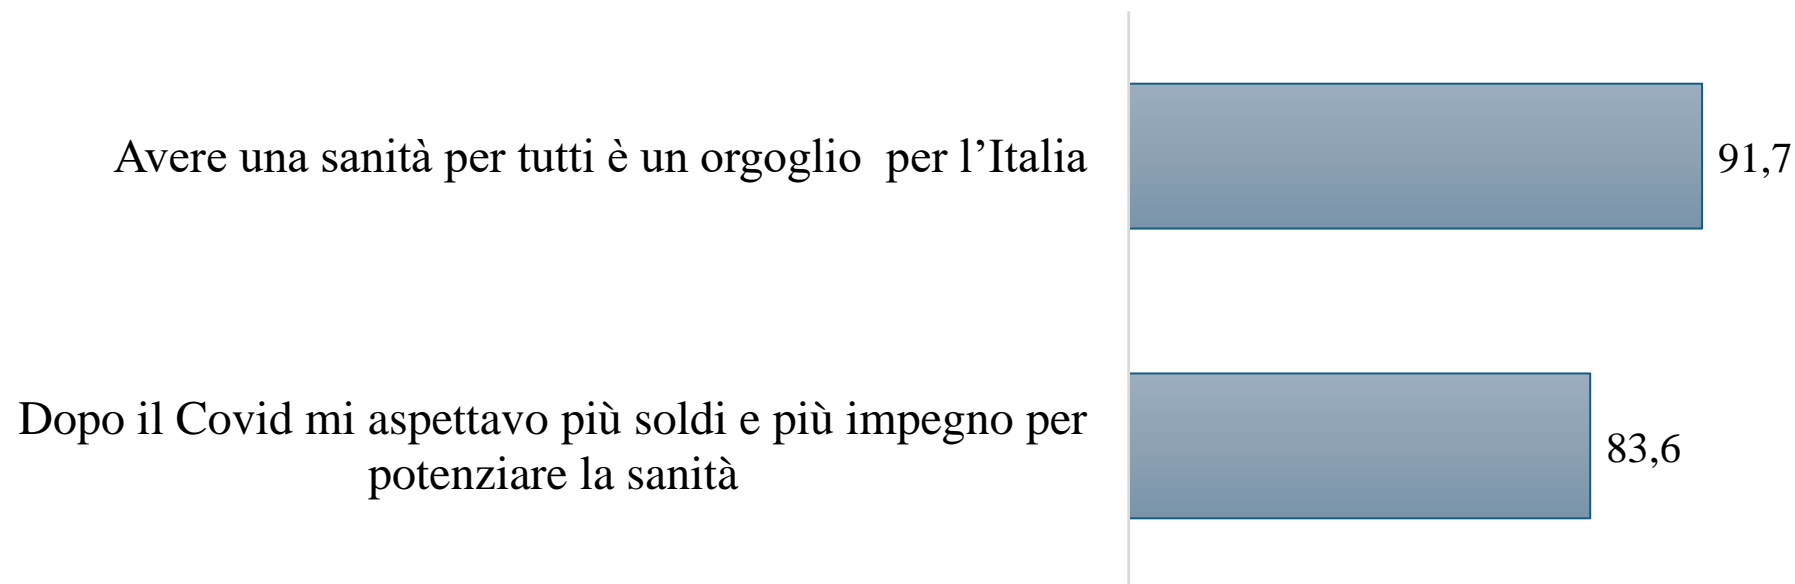 Avere una sanità per tutti è un orgoglio  per l’Italia
91,7
Dopo il Covid mi aspettavo più soldi e più impegno per
potenziare la sanità
83,6